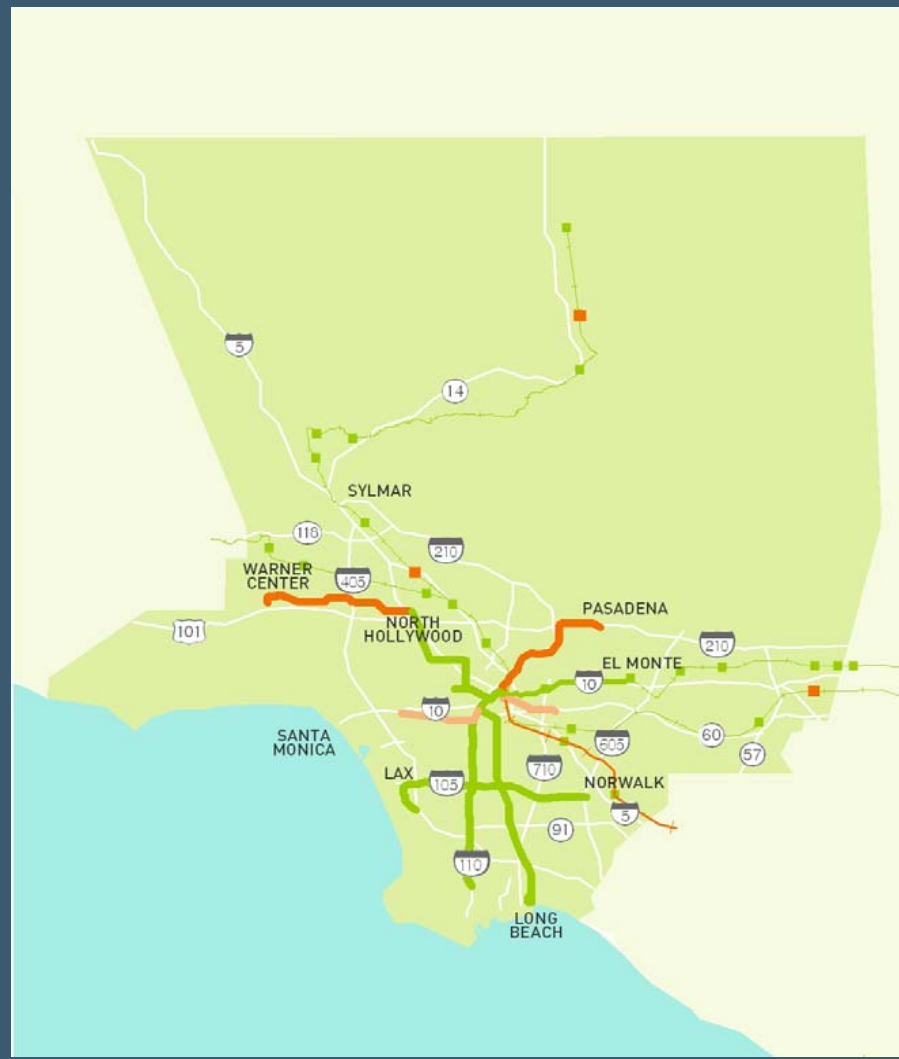 5
14
SYLMAR
118
210
WARNER
CENTER
405
PASADENA
101
NORTH
HOLLYWOOD
210
EL MONTE
10
10
SANTA
MONICA
60
605
57
LAX
105
710
NORWALK
5
91
110
LONG
BEACH